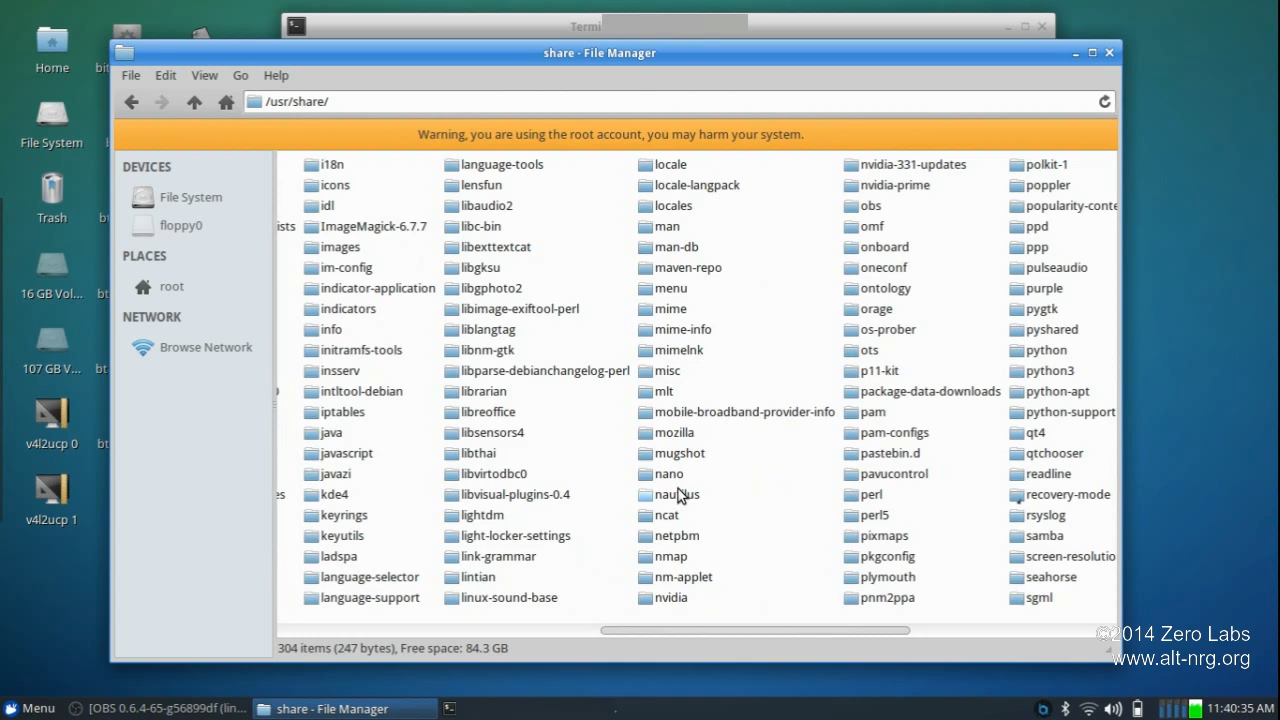 Termi
share - File Manager
File Edit View Go Help
/usr/share/
Warning, you are using the root account, you may harm your system.
Home
File System
Trash
16 GB Vol...
107 GB V...
v4l2ucp 0
v4l2ucp 1
DEVICES
File System
floppy0
PLACES
root
NETWORK
Browse Network
i18n
icons
idl
ists
ImageMagick-6.7.7
images
im-config
indicator-application
indicators
info
initramfs-tools
insserv
intltool-debian
iptables
java
javascript
javazi
es
kde4
keyrings
keyutils
ladspa
language-selector
language-support
language-tools
lensfun
libaudio2
libc-bin
libexttextcat
libgksu
libgphoto2
libimage-exiftool-perl
liblangtag
libnm-gtk
libparse-debianchangelog-perl
librarian
libreoffice
libsensors4
libthai
libvirtodbc0
libvisual-plugins-0.4
lightdm
light-locker-settings
link-grammar
lintian
linux-sound-base
locale
locale-langpack
locales
man
man-db
maven-repo
menu
mime
mime-info
mimelnk
misc
mlt
mobile-broadband-provider-info
mozilla
mugshot
nano
nautilus
ncat
netpbm
nmap
nm-applet
nvidia
nvidia-331-updates
nvidia-prime
obs
omf
onboard
oneconf
ontology
orage
os-prober
ots
p11-kit
package-data-downloads
pam
pam-configs
pastebin.d
pavucontrol
perl
perl5
pixmaps
pkgconfig
plymouth
pnm2ppa
polkit-1
poppler
popularity-conte
ppd
ppp
pulseaudio
purple
pygtk
pyshared
python
python3
python-apt
python-support
qt4
qtchooser
readline
recovery-mode
rsyslog
samba
screen-resolutio
seahorse
sgml
304 items (247 bytes), Free space: 84.3 GB
©2014 Zero Labs
www.alt-nrg.org
Menu [OBS 0.6.4-65-g56899df (lin... share - File Manager 11:40:35 AM